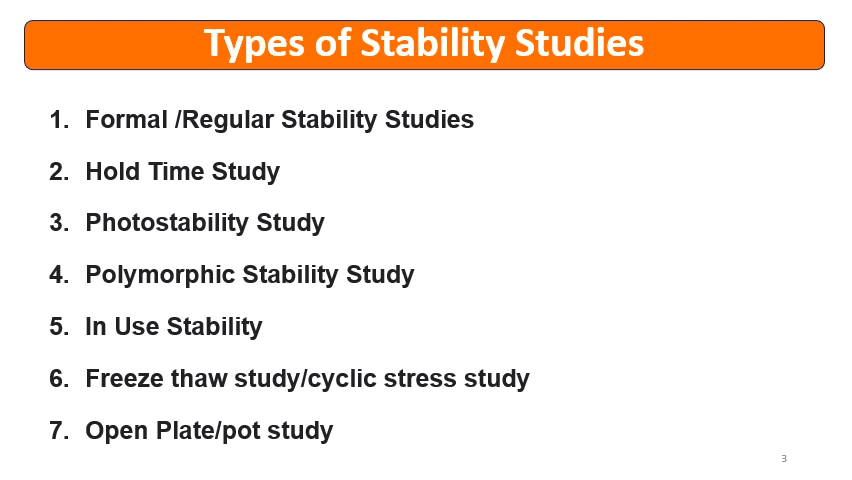 Types of Stability Studies
1. Formal /Regular Stability Studies
2. Hold Time Study
3. Photostability Study
4. Polymorphic Stability Study
5. In Use Stability
6. Freeze thaw study/cyclic stress study
7. Open Plate/pot study
3